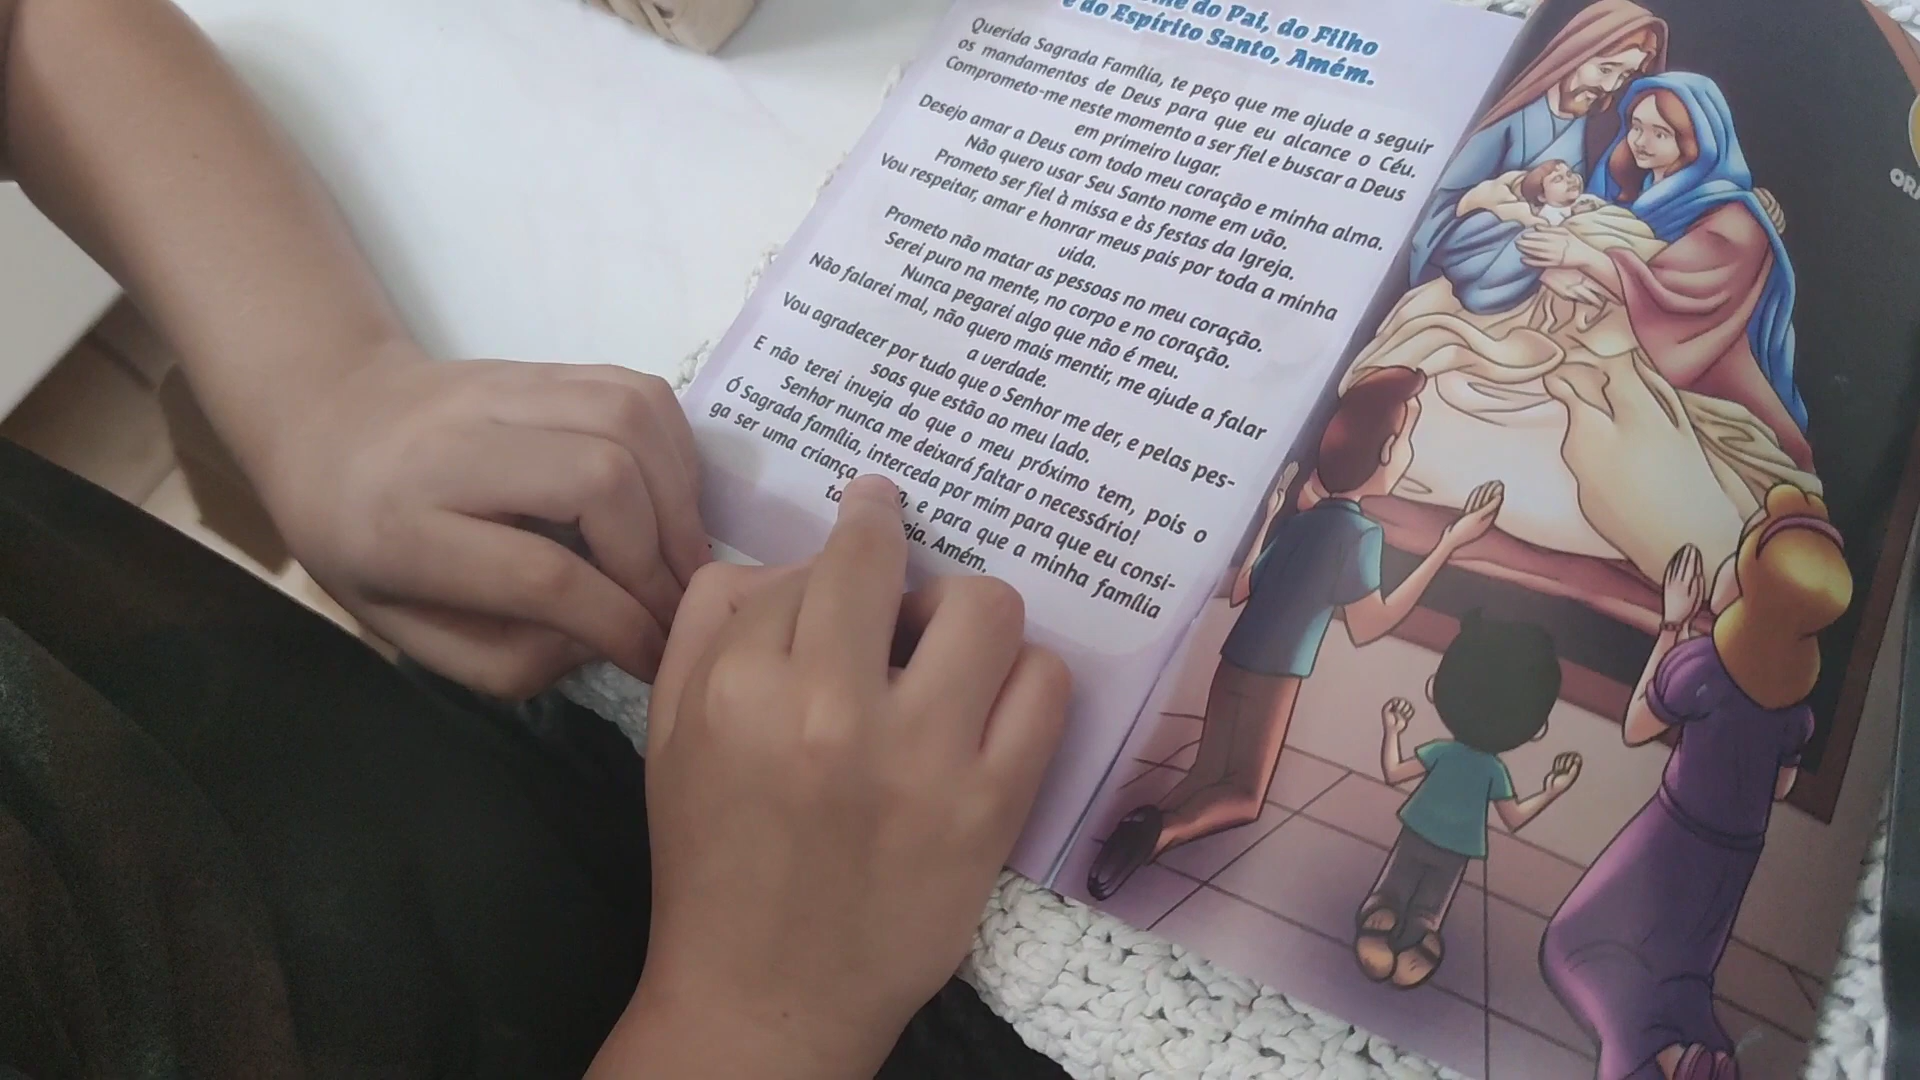 do Pai, do Filho
e do Espírito Santo, Amém.
Querida Sagrada Família, te peço que me ajude a seguir
os mandamentos de Deus para que eu alcance o Céu.
Comprometo-me neste momento a ser fiel e buscar a Deus
em primeiro lugar.
Desejo amar a Deus com todo meu coração e minha alma.
Não quero usar Seu Santo nome em vão.
Prometo ser fiel à missa e às festas da Igreja.
Vou respeitar, amar e honrar meus pais por toda a minha
vida.
Prometo não matar as pessoas no meu coração.
Serei puro na mente, no corpo e no coração.
Nunca pegarei algo que não é meu.
Não falarei mal, não quero mais mentir, me ajude a falar
a verdade.
Vou agradecer por tudo que o Senhor me der, e pelas pes-
soas que estão ao meu lado.
E não terei inveja do que o meu próximo tem, pois o
Senhor nunca me deixará faltar o necessário!
Ó Sagrada família, interceda por mim para que eu consi-
ga ser uma criança e para que a minha família
Amém.